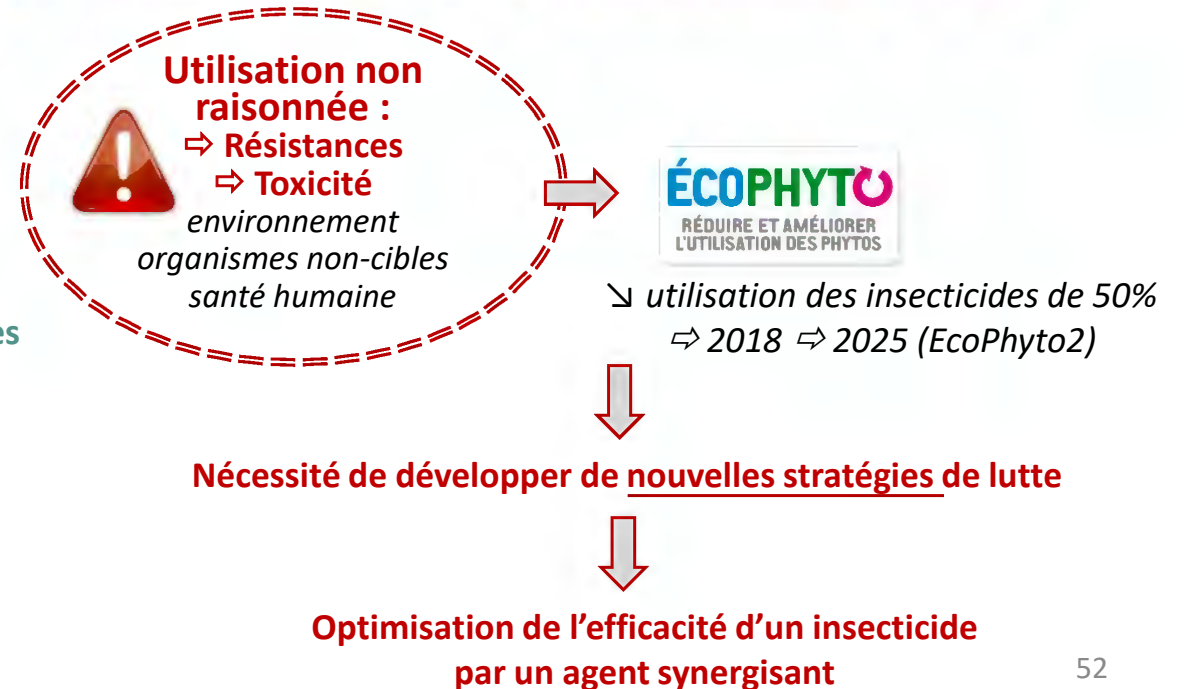 Utilisation non
raisonnée :
⇨ Résistances
⇨ Toxicité
environnement
organismes non-cibles
santé humaine
es
ÉCOPHYTO
RÉDUIRE ET AMÉLIORER
L'UTILISATION DES PHYTOS
↘ utilisation des insecticides de 50%
⇨ 2018 ⇨ 2025 (EcoPhyto2)
Nécessité de développer de nouvelles stratégies de lutte
Optimisation de l'efficacité d'un insecticide
par un agent synergisant
52